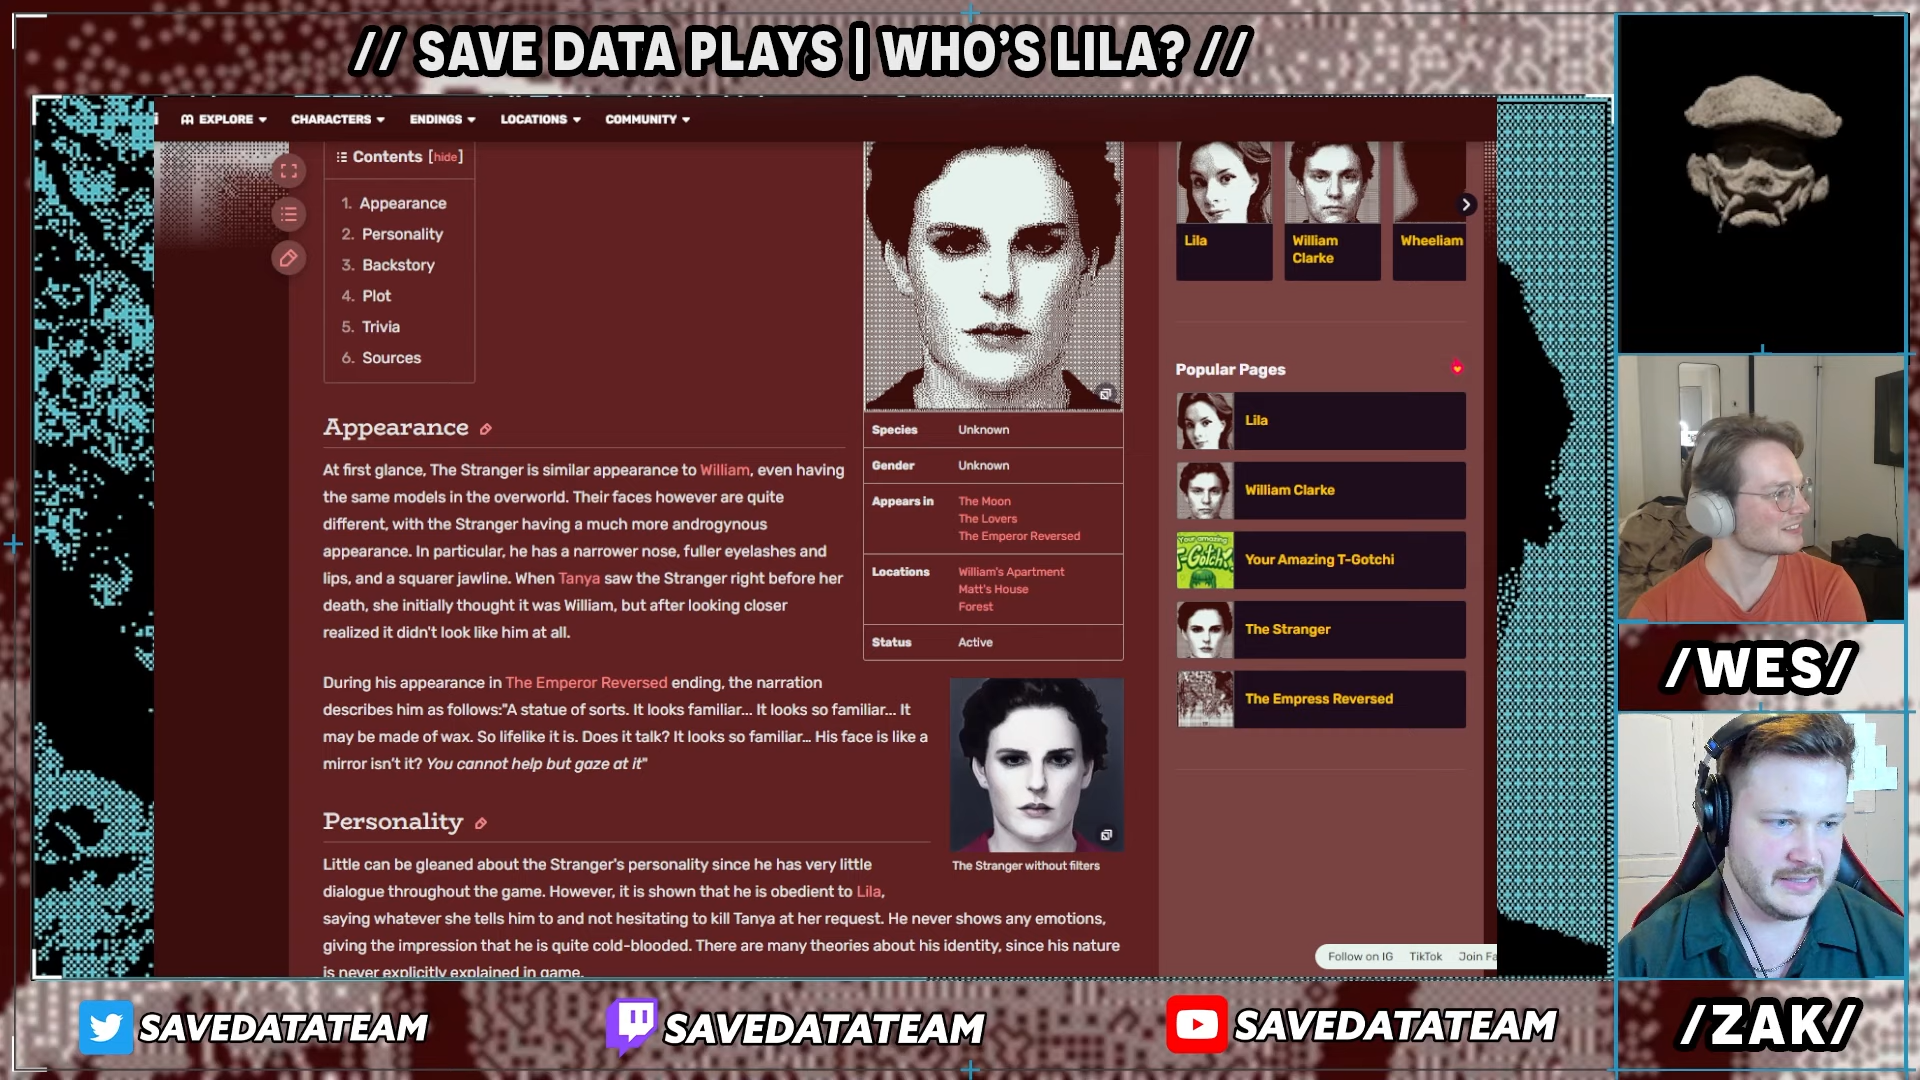 // SAVE DATA PLAYS | WHO'S LILA? //
EXPLORE
CHARACTERS
ENDINGS
LOCATIONS
COMMUNITY
Contents [hide]
1. Appearance
2. Personality
3. Backstory
4. Plot
5. Trivia
6. Sources
Appearance
At first glance, The Stranger is similar appearance to William, even having
the same models in the overworld. Their faces however are quite
different, with the Stranger having a much more androgynous
appearance. In particular, he has a narrower nose, fuller eyelashes and
lips, and a squarer jawline. When Tanya saw the Stranger right before her
death, she initially thought it was William, but after looking closer
realized it didn't look like him at all.
During his appearance in The Emperor Reversed ending, the narration
describes him as follows:"A statue of sorts. It looks familiar... It looks so familiar... It
may be made of wax. So lifelike it is. Does it talk? It looks so familiar... His face is like a
mirror isn't it? You cannot help but gaze at it"
Personality
Little can be gleaned about the Stranger's personality since he has very little
dialogue throughout the game. However, it is shown that he is obedient to Lila,
saying whatever she tells him to and not hesitating to kill Tanya at her request. He never shows any emotions,
giving the impression that he is quite cold-blooded. There are many theories about his identity, since his nature
is never explicitly explained in game.
Species Unknown
Gender Unknown
Appears in The Moon
The Lovers
The Emperor Reversed
Locations William's Apartment
Matt's House
Forest
Status Active
The Stranger without filters
Lila
William
Clarke
Wheeliam
Popular Pages
Lila
William Clarke
Your amazing
T-Gotchi
Your Amazing T-Gotchi
The Stranger
The Empress Reversed
Follow on IG TikTok Join Fa
/WES/
/ZAK/
SAVEDATATEAM
SAVEDATATEAM
SAVEDATATEAM